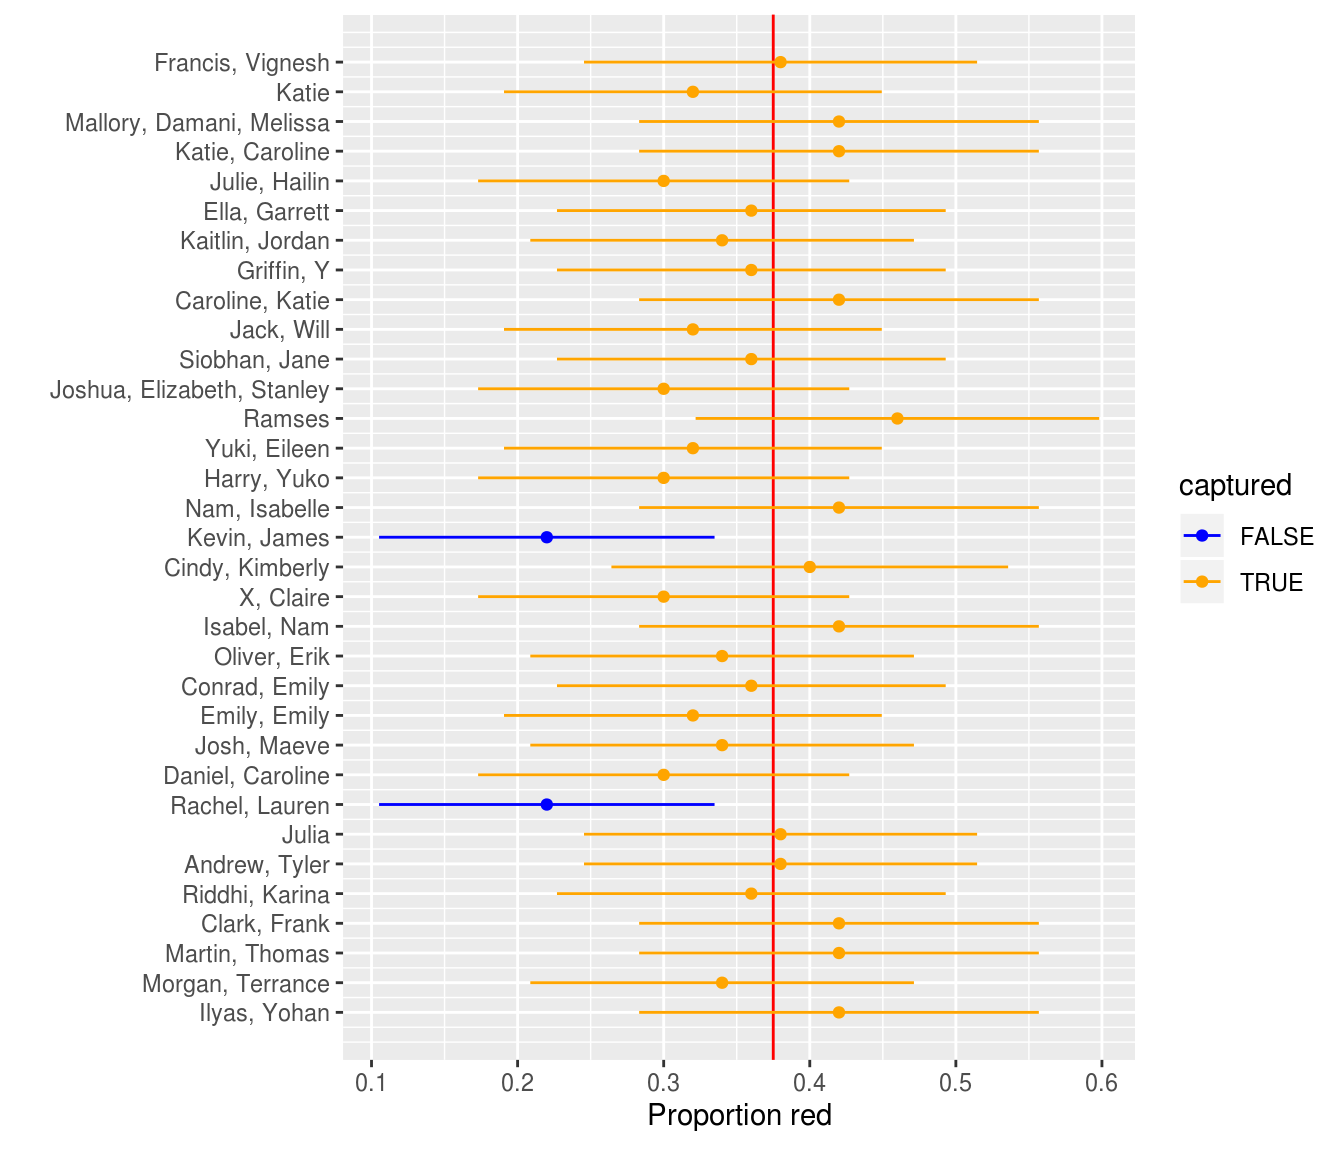 Francis, Vignesh
Katie
Mallory, Damani, Melissa
Katie, Caroline
Julie, Hailin
Ella, Garrett
Kaitlin, Jordan
Griffin, Y
Caroline, Katie
Jack, Will
Siobhan, Jane
Joshua, Elizabeth, Stanley
Ramses
Yuki, Eileen
Harry, Yuko
Nam, Isabelle
Kevin, James
Cindy, Kimberly
X, Claire
Isabel, Nam
Oliver, Erik
Conrad, Emily
Emily, Emily
Josh, Maeve
Daniel, Caroline
Rachel, Lauren
Julia
Andrew, Tyler
Riddhi, Karina
Clark, Frank
Martin, Thomas
Morgan, Terrance
Ilyas, Yohan
0.1 0.2 0.3 0.4 0.5 0.6
Proportion red
captured
FALSE
TRUE